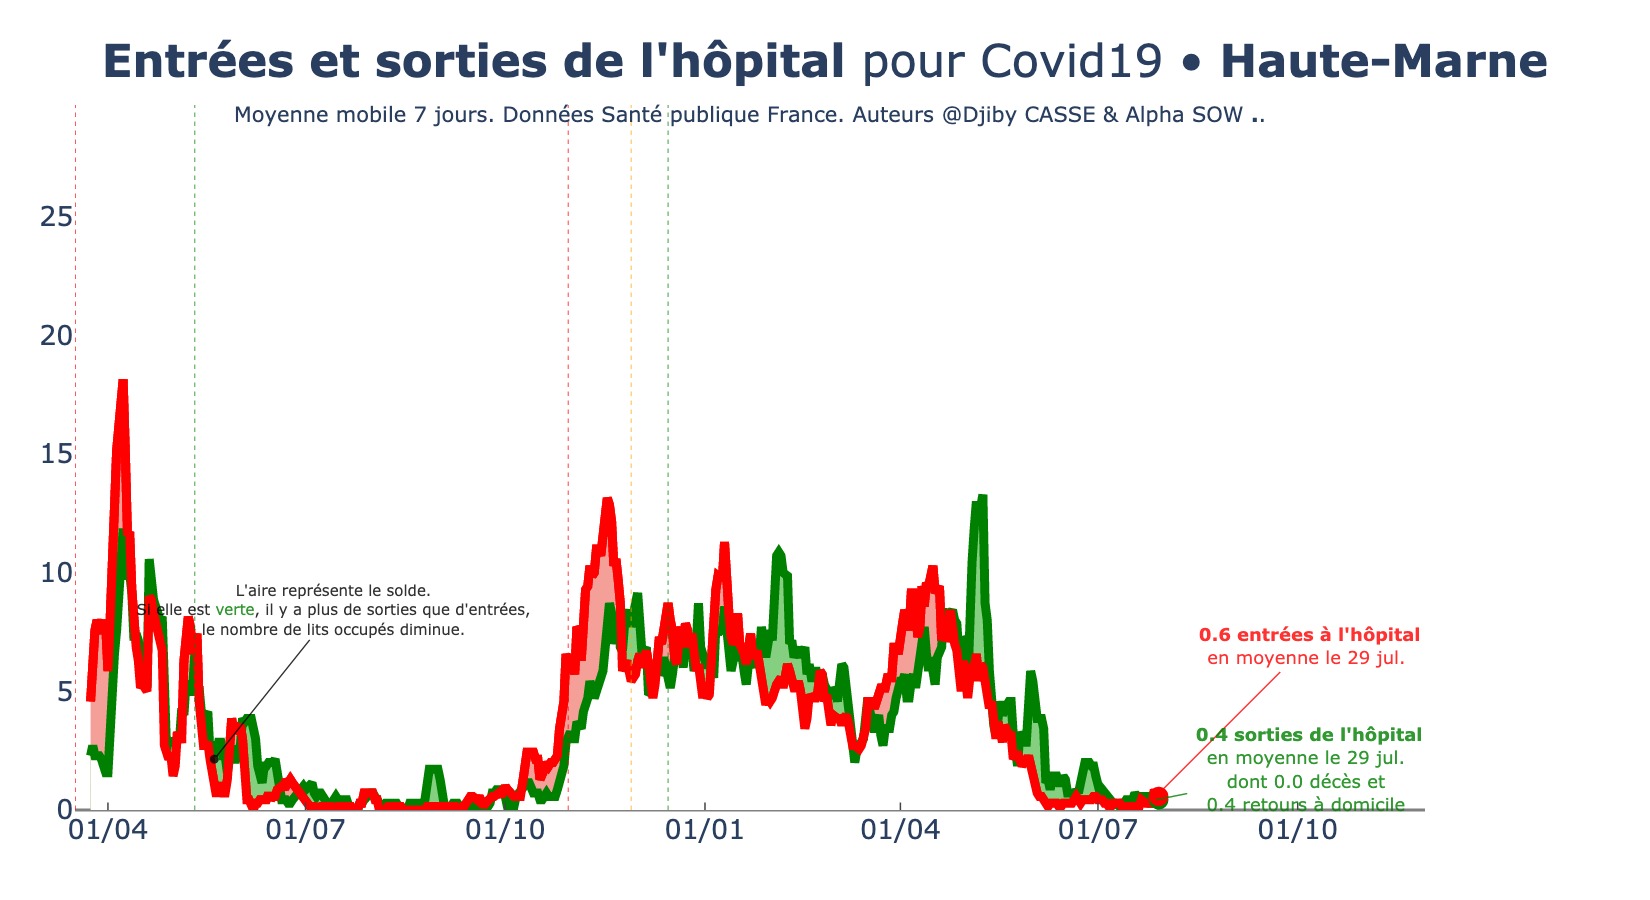 Entrées et sorties de l'hôpital pour Covid19 • Haute-Marne
Moyenne mobile 7 jours. Données Santé publique France. Auteurs @Djiby CASSE & Alpha SOW ..
25
20
15
10
5
0
L'aire représente le solde.
Si elle est verte, il y a plus de sorties que d'entrées,
le nombre de lits occupés diminue.
0.6 entrées à l'hôpital
en moyenne le 29 jul.
0.4 sorties de l'hôpital
en moyenne le 29 jul.
dont 0.0 décès et
0.4 retours à domicile
01/04
01/07
01/10
01/01
01/04
01/07
01/10